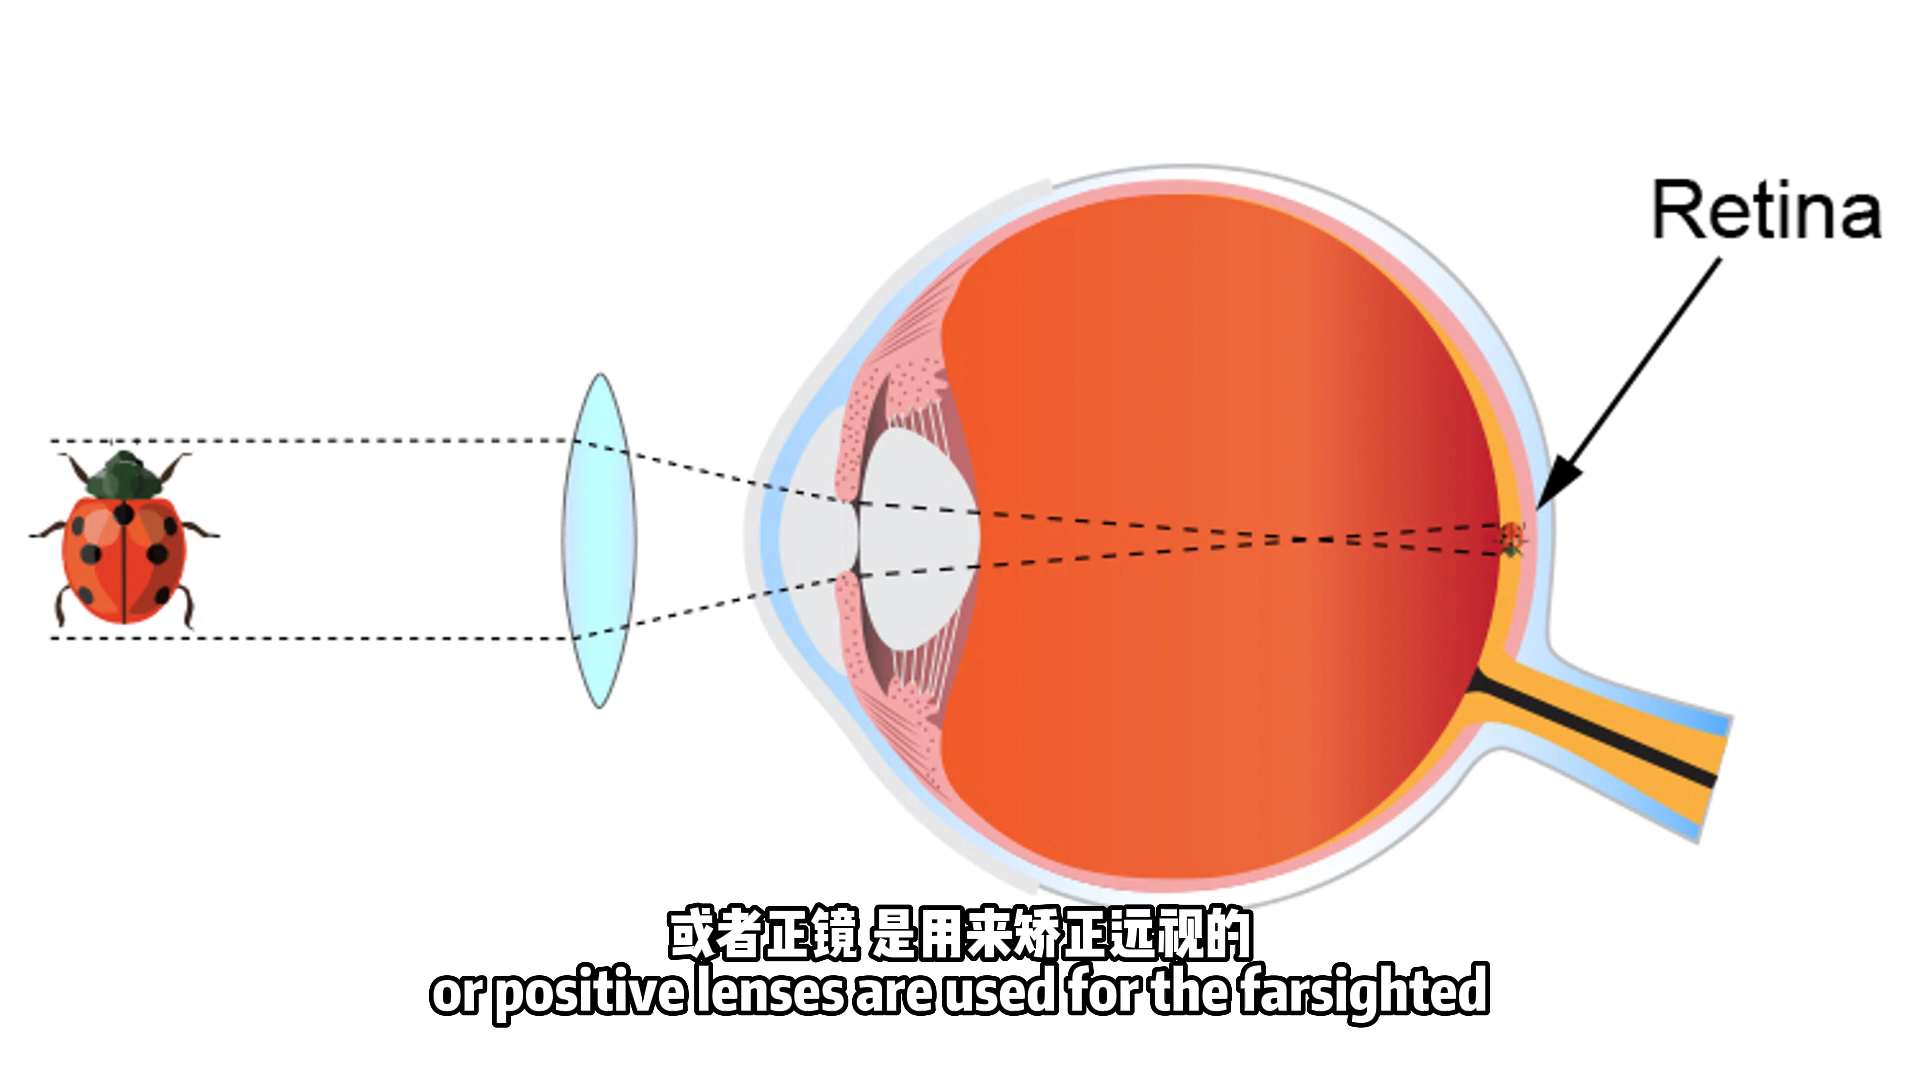 Retina
或者正镜 是用来矫正远视的
or positive lenses are used for the farsighted